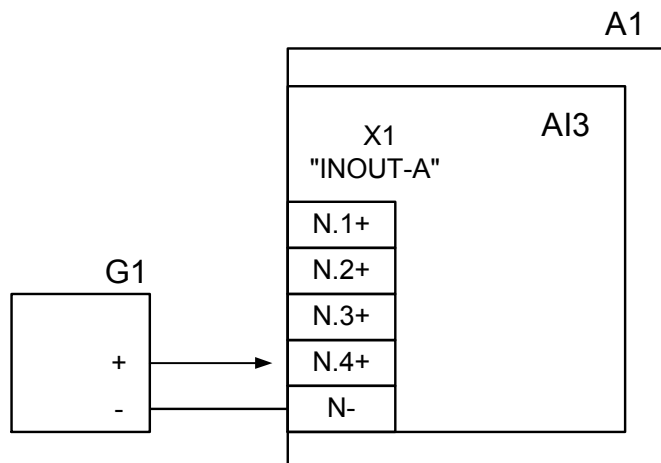 A1
AI3
X1
"INOUT-A"
N.1+
N.2+
G1
N.3+
+
N.4+
-
N-